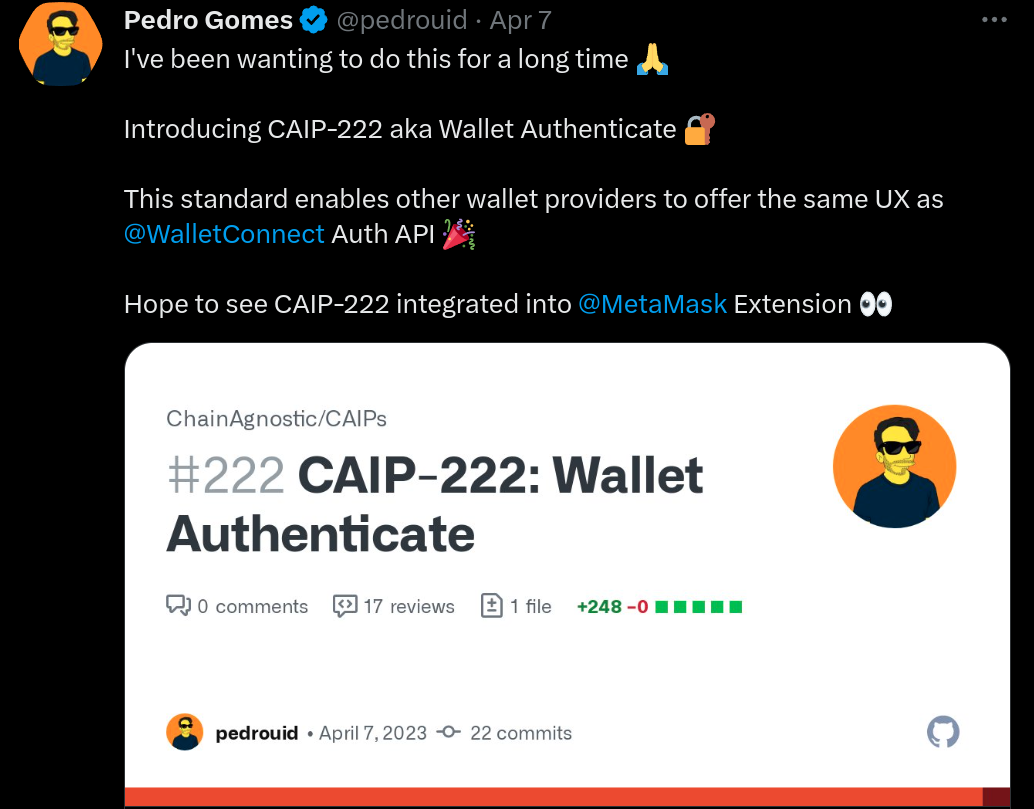 Pedro Gomes @pedrouid · Apr 7
I've been wanting to do this for a long time 🙏
Introducing CAIP-222 aka Wallet Authenticate 🔐
This standard enables other wallet providers to offer the same UX as
@WalletConnect Auth API 🎉
Hope to see CAIP-222 integrated into @MetaMask Extension 👀
ChainAgnostic/CAIPs
#222 CAIP-222: Wallet
Authenticate
0 comments 17 reviews 1 file +248 −0
pedrouid • April 7, 2023 22 commits